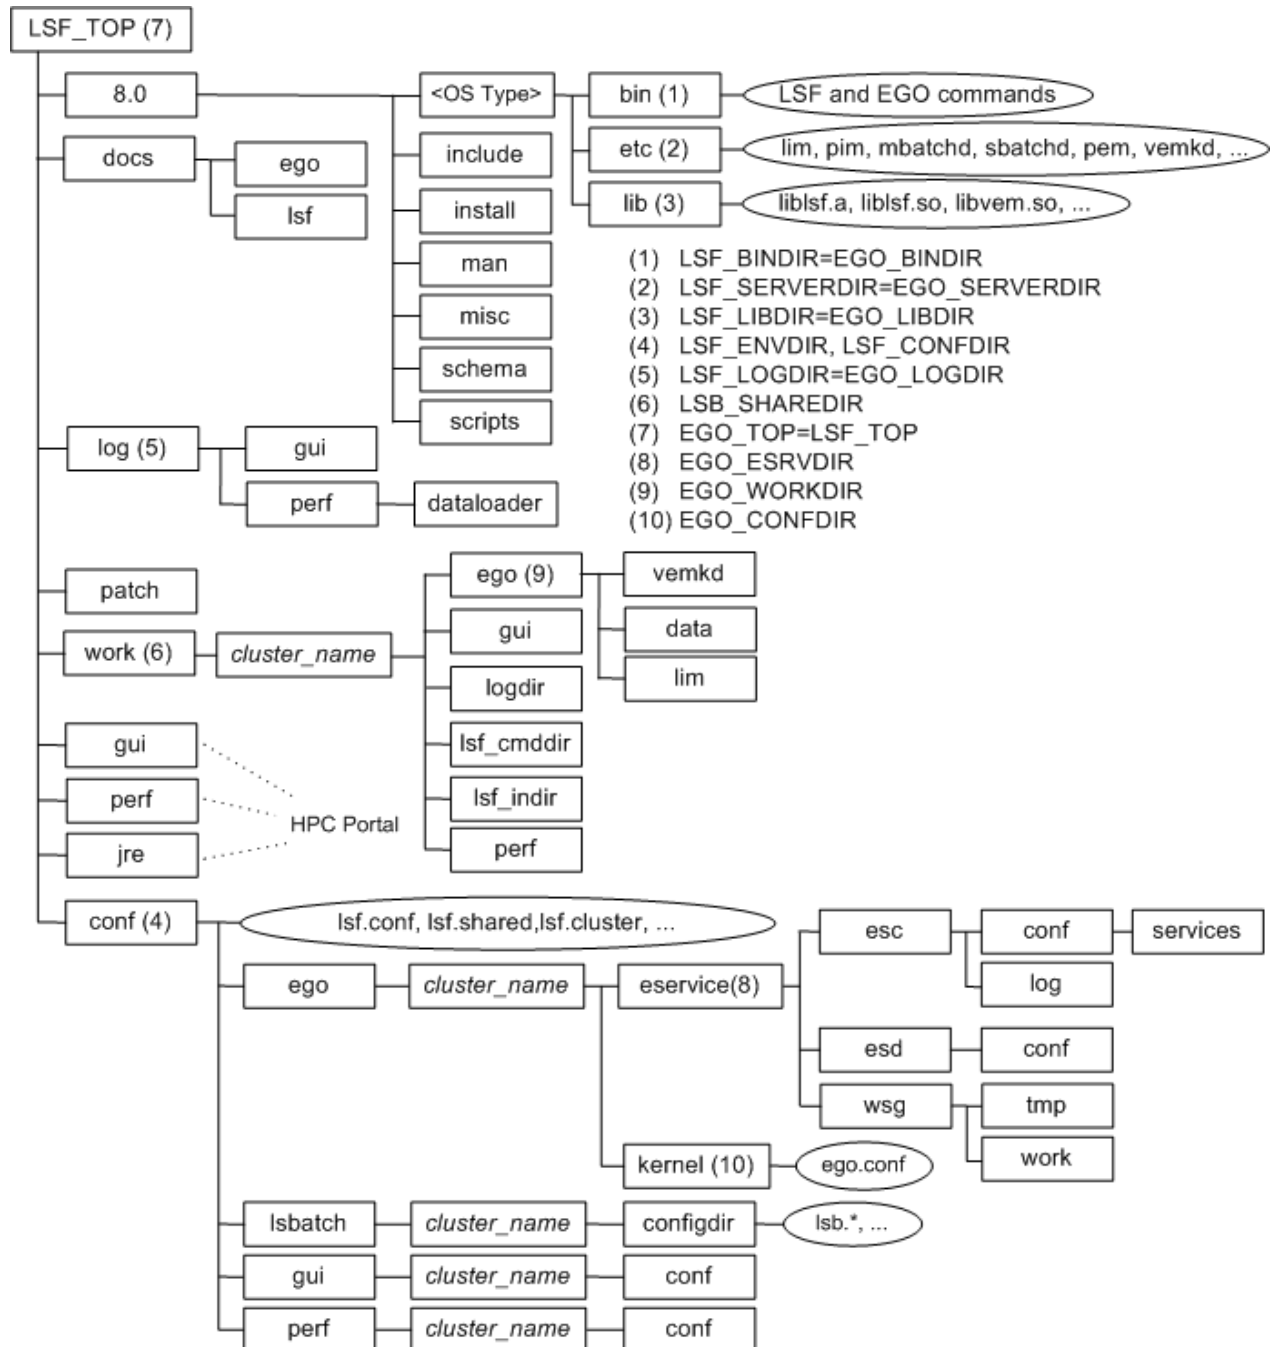 LSF_TOP (7)
8.0
<OS Type>
bin (1)
LSF and EGO commands
docs
include
etc (2)
lim, pim, mbatchd, sbatchd, pem, vemkd, ...
ego
lsf
install
lib (3)
liblsf.a, liblsf.so, libvem.so, ...
man
misc
schema
scripts
(1) LSF_BINDIR=EGO_BINDIR
(2) LSF_SERVERDIR=EGO_SERVERDIR
(3) LSF_LIBDIR=EGO_LIBDIR
(4) LSF_ENVDIR, LSF_CONFDIR
(5) LSF_LOGDIR=EGO_LOGDIR
(6) LSB_SHAREDIR
(7) EGO_TOP=LSF_TOP
(8) EGO_ESRVDIR
(9) EGO_WORKDIR
(10) EGO_CONFDIR
log (5)
gui
perf
dataloader
patch
work (6)
cluster_name
ego (9)
vemkd
gui
data
logdir
lim
lsf_cmddir
lsf_indir
perf
gui
perf
jre
HPC Portal
conf (4)
lsf.conf, lsf.shared,lsf.cluster, ...
ego
cluster_name
eservice(8)
esc
conf
services
log
esd
conf
wsg
tmp
work
kernel (10)
ego.conf
lsbatch
cluster_name
configdir
lsb.*, ...
gui
cluster_name
conf
perf
cluster_name
conf